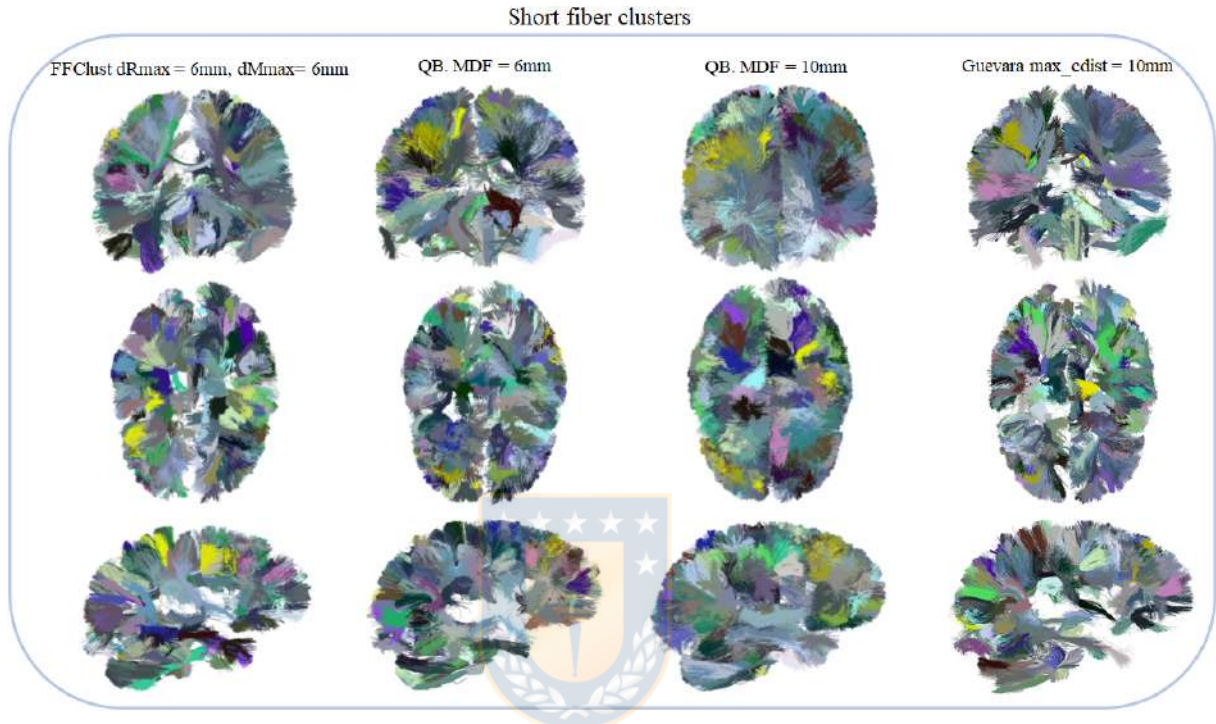 Short fiber clusters
FFClust dRmax = 6mm, dMmax= 6mm
QB. MDF = 6mm
QB. MDF = 10mm
Guevara max_cdist = 10mm